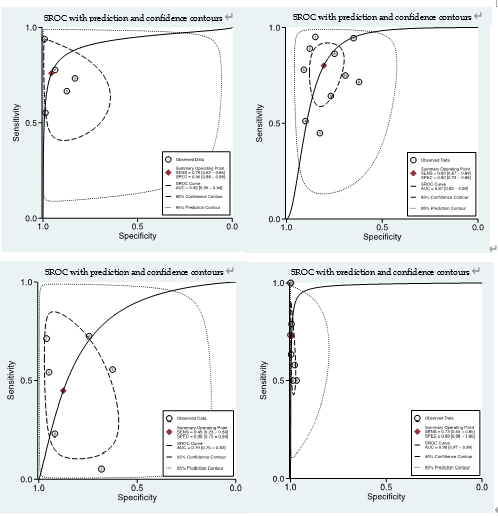 SROC with prediction and confidence contours
1.0
0.5
0.0
Sensitivity
1.0
0.5
0.0
Specificity
Observed Data
Summary Operating Point
SROC Curve
95% Confidence Contour
95% Prediction Contour
SROC with prediction and confidence contours
1.0
0.5
0.0
Sensitivity
1.0
0.5
0.0
Specificity
Observed Data
Summary Operating Point
SROC Curve
95% Confidence Contour
95% Prediction Contour
SROC with prediction and confidence contours
1.0
0.5
0.0
Sensitivity
1.0
0.5
0.0
Specificity
Observed Data
Summary Operating Point
SROC Curve
95% Confidence Contour
95% Prediction Contour
SROC with prediction and confidence contours
1.0
0.5
0.0
Sensitivity
1.0
0.5
0.0
Specificity
Observed Data
Summary Operating Point
SROC Curve
95% Confidence Contour
95% Prediction Contour